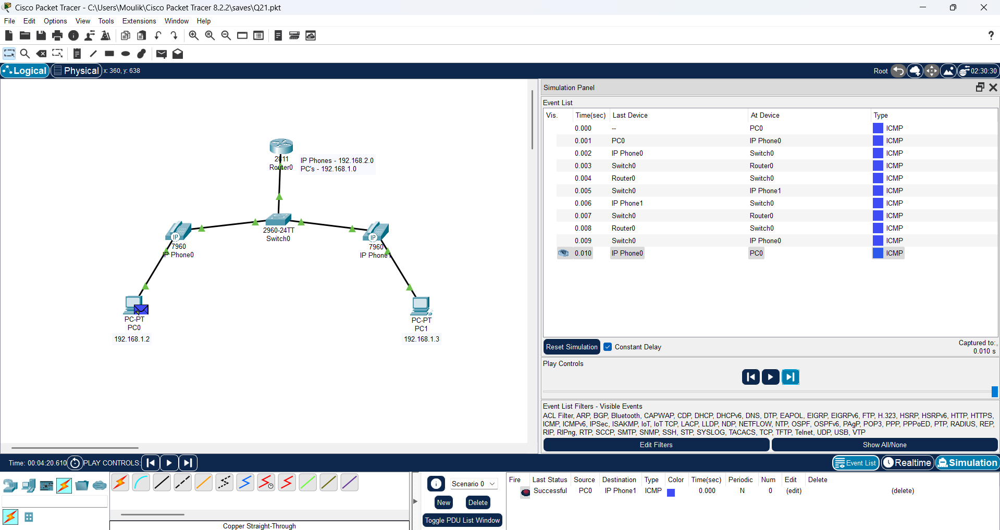 Cisco Packet Tracer - C:\Users\Moulik\Cisco Packet Tracer 8.2.2\saves\Q21.pkt
File Edit Options View Tools Extensions Window Help
Logical Physical x: 360, y: 638 Root 02:30:30
2811
Router0
IP Phones - 192.168.2.0
PC's - 192.168.1.0
2960-24TT
Switch0
IP
7960
IP Phone0
IP
7960
IP Phone1
PC-PT
PC0
192.168.1.2
PC-PT
PC1
192.168.1.3
Simulation Panel
Event List
Vis. Time(sec) Last Device At Device Type
0.000 -- PC0 ICMP
0.001 PC0 IP Phone0 ICMP
0.002 IP Phone0 Switch0 ICMP
0.003 Switch0 Router0 ICMP
0.004 Router0 Switch0 ICMP
0.005 Switch0 IP Phone1 ICMP
0.006 IP Phone1 Switch0 ICMP
0.007 Switch0 Router0 ICMP
0.008 Router0 Switch0 ICMP
0.009 Switch0 IP Phone0 ICMP
0.010 IP Phone0 PC0 ICMP
Reset Simulation Constant Delay Captured to:
0.010 s
Play Controls
Event List Filters - Visible Events
ACL Filter, ARP, BGP, Bluetooth, CAPWAP, CDP, DHCP, DHCPv6, DNS, DTP, EAPOL, EIGRP, EIGRPv6, FTP, H.323, HSRP, HSRPv6, HTTP, HTTPS,
ICMP, ICMPv6, IPSec, ISAKMP, IoT, IoT TCP, LACP, LLDP, NDP, NETFLOW, NTP, OSPF, OSPFv6, PAgP, POP3, PPP, PPPoED, PTP, RADIUS, REP,
RIP, RIPng, RTP, SCCP, SMTP, SNMP, SSH, STP, SYSLOG, TACACS, TCP, TFTP, Telnet, UDP, USB, VTP
Edit Filters Show All/None
Time: 00:04:20.610 PLAY CONTROLS: Event List Realtime Simulation
Scenario 0
New Delete
Toggle PDU List Window
Fire Last Status Source Destination Type Color Time(sec) Periodic Num Edit Delete
Successful PC0 IP Phone1 ICMP 0.000 N 0 (edit) (delete)
Copper Straight-Through